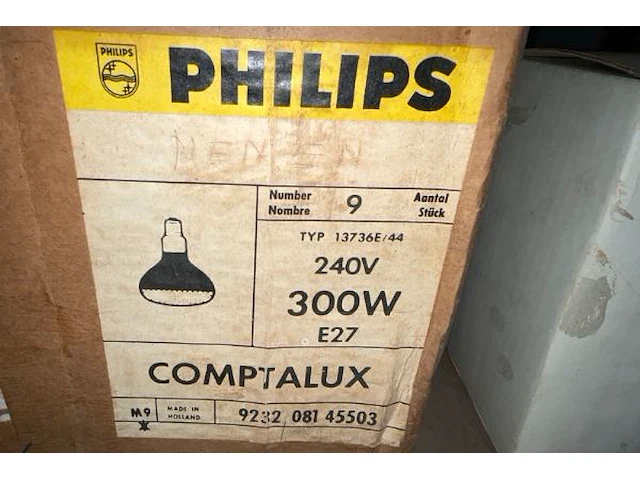 PHILIPS
PHILIPS
Number Nombre 9 Aantal Stück
TYP 13736E/44
240V
300W
E27
COMPTALUX
M9 MADE IN HOLLAND 9232 081 45503